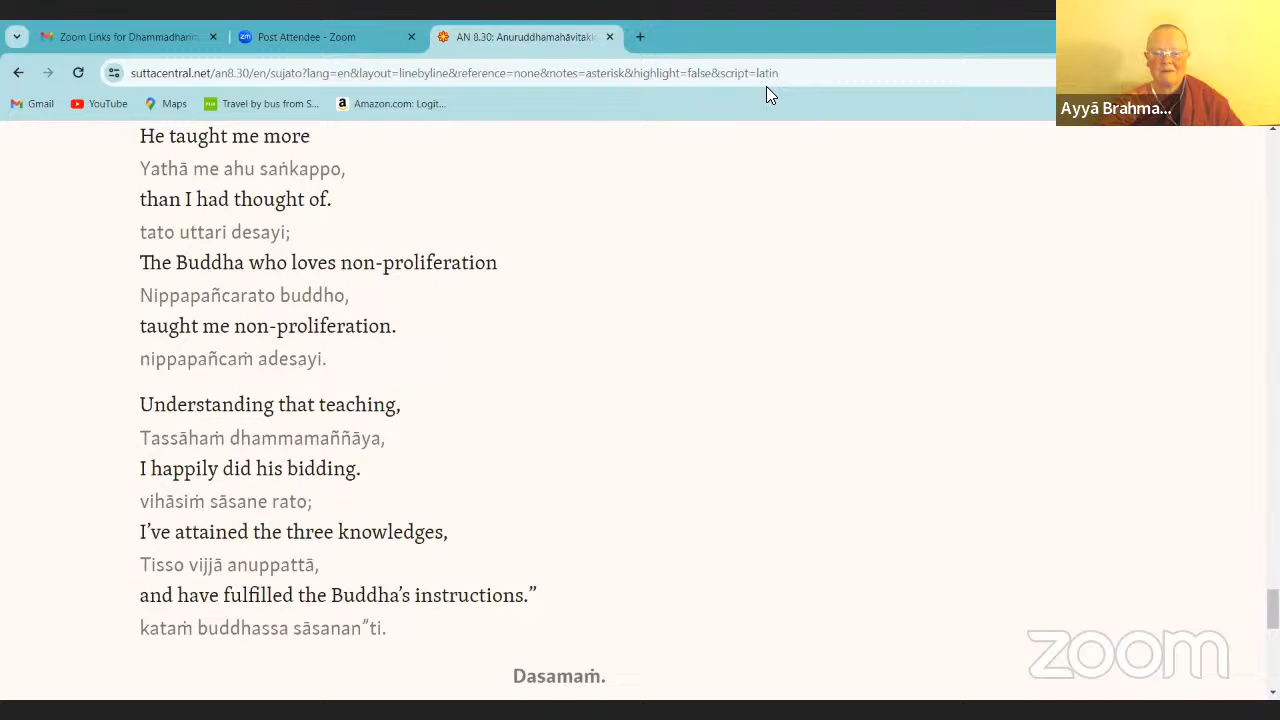 Zoom Links for Dhammadharin
Post Attendee - Zoom
AN 8.30: Anuruddhamahāvitakk
suttacentral.net/an8.30/en/sujato?lang=en&layout=linebyline&reference=none&notes=asterisk&highlight=false&script=latin
Gmail
YouTube
Maps
Travel by bus from S...
Amazon.com: Logit...
Ayyā Brahma...
He taught me more
Yathā me ahu saṅkappo,
than I had thought of.
tato uttari desayi;
The Buddha who loves non-proliferation
Nippapañcarato buddho,
taught me non-proliferation.
nippapañcaṁ adesayi.
Understanding that teaching,
Tassāhaṁ dhammamaññāya,
I happily did his bidding.
vihāsiṁ sāsane rato;
I’ve attained the three knowledges,
Tisso vijjā anuppattā,
and have fulfilled the Buddha’s instructions.”
kataṁ buddhassa sāsanan”ti.
Dasamaṁ.
zoom